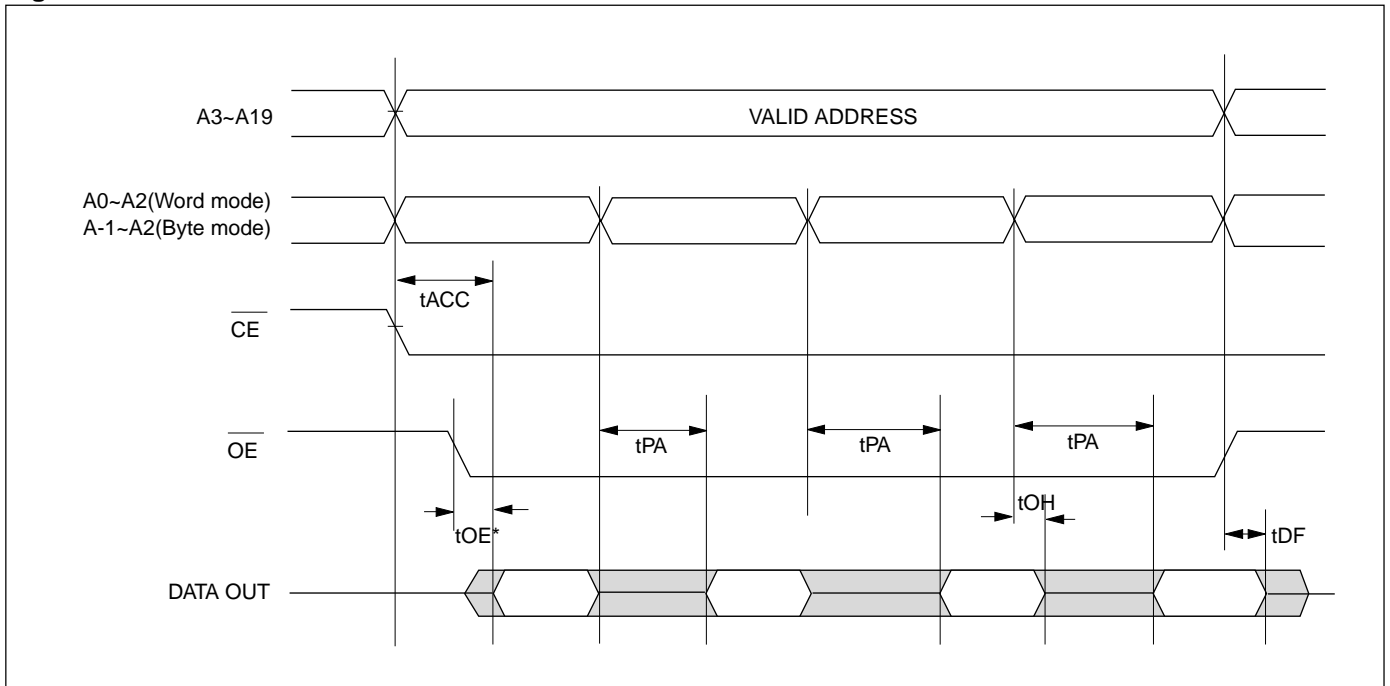 A3~A19
VALID ADDRESS
A0~A2(Word mode)
A-1~A2(Byte mode)
tACC
CE
OE
tPA
tPA
tPA
tOE*
tOH
tDF
DATA OUT